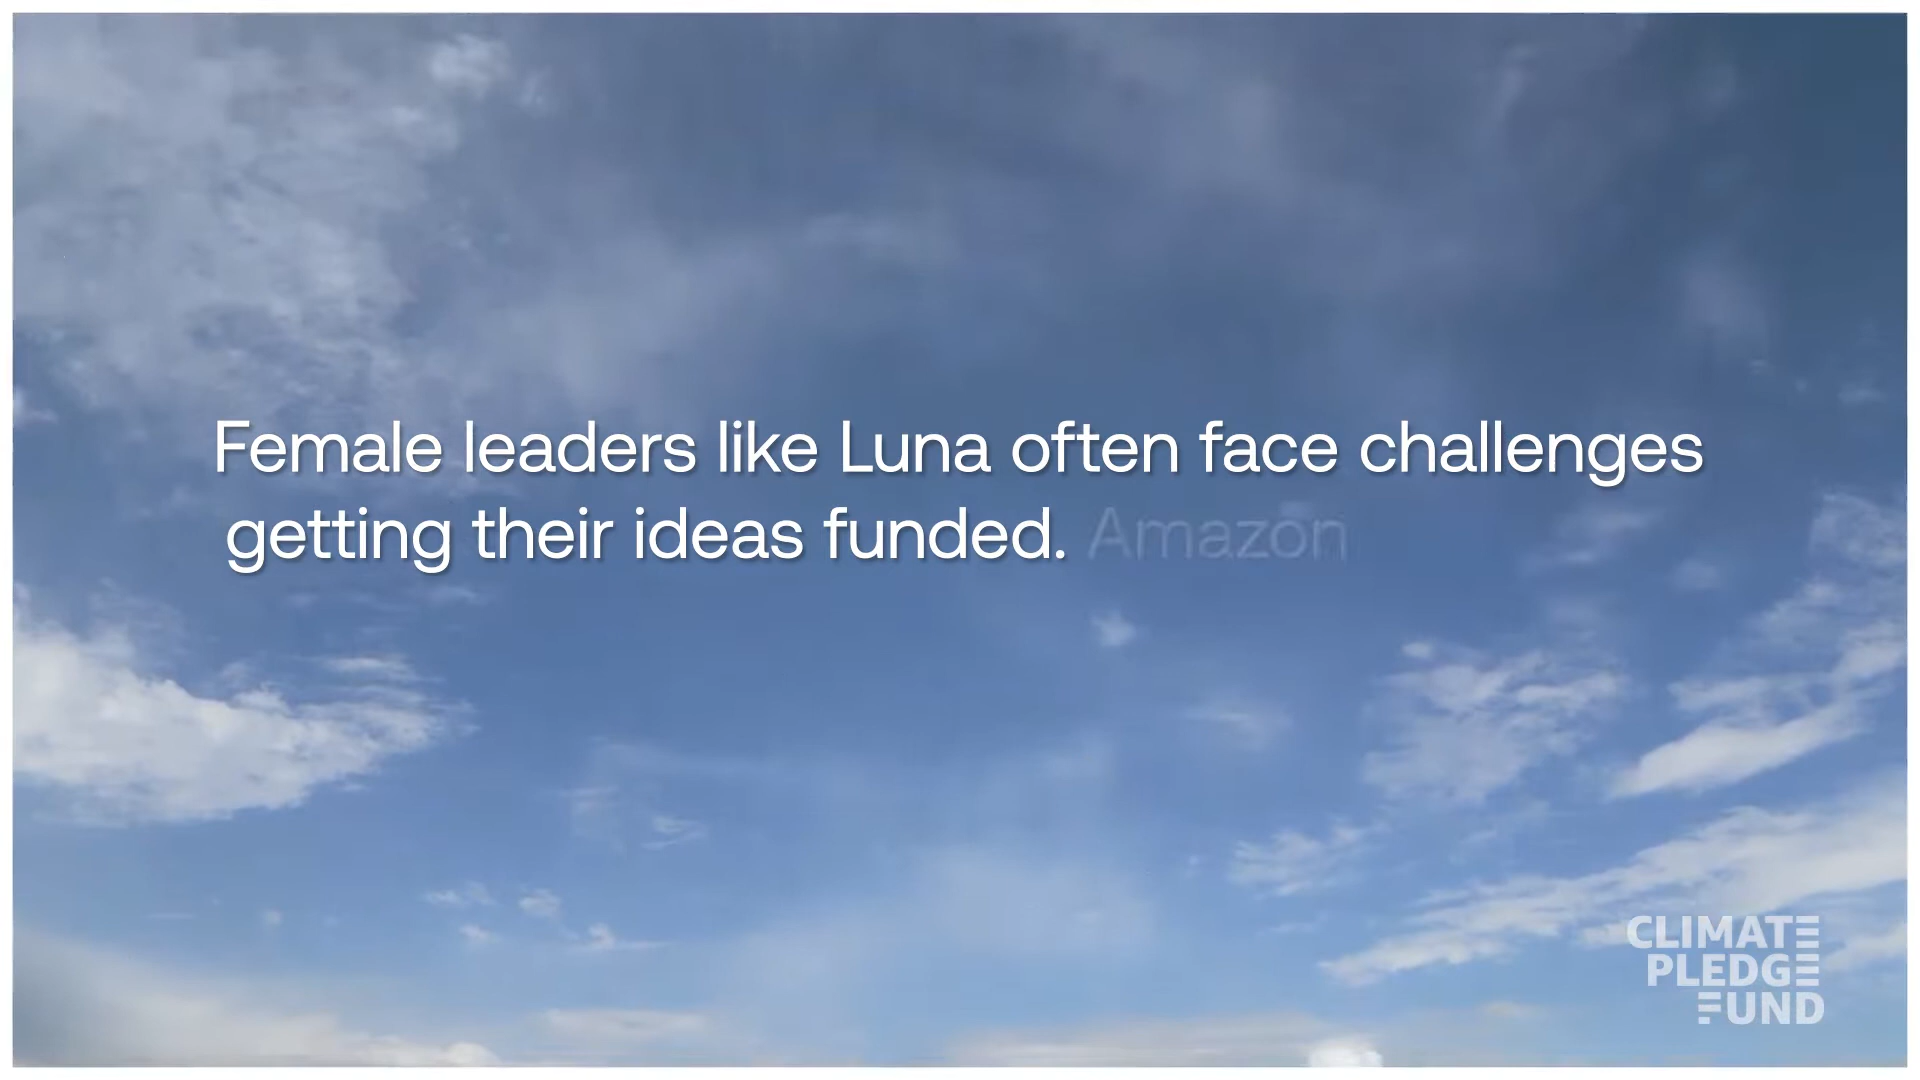 Female leaders like Luna often face challenges
getting their ideas funded. Amazon
CLIMATE
PLEDGE
FUND